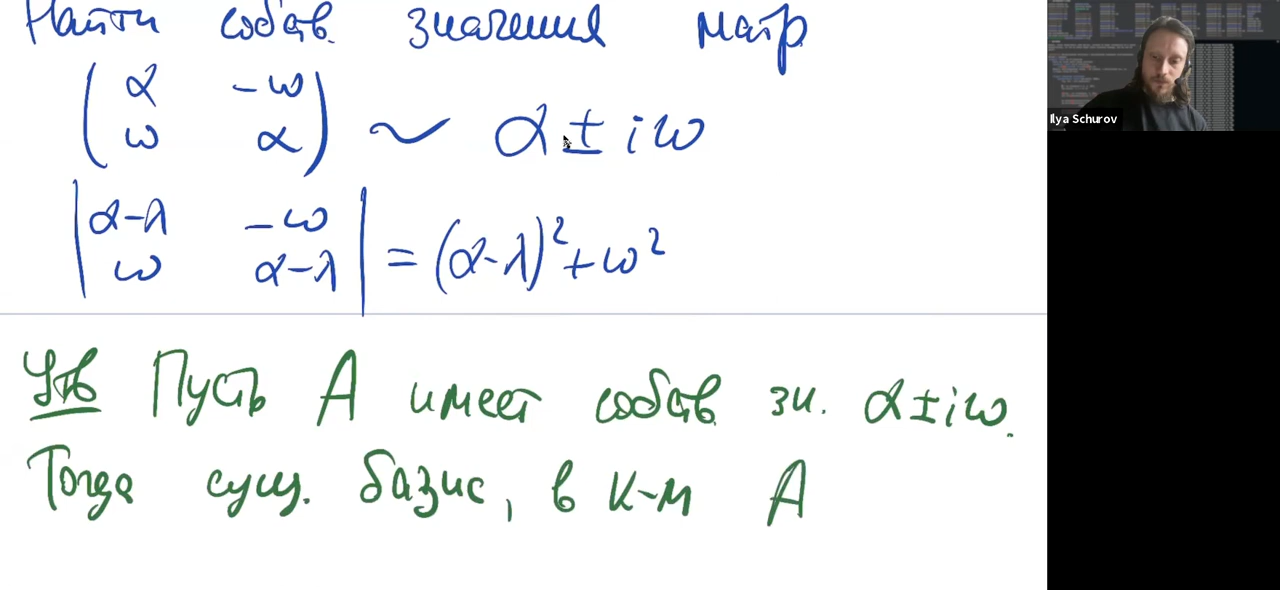 Найти собств. значения матр
( α -ω
ω α ) ~ α ± iω
| α-λ -ω
ω α-λ | = (α-λ)² + ω²
Утв Пусть A имеет собств зн. α±iω.
Тогда сущ. базис, в к-м A
Ilya Schurov